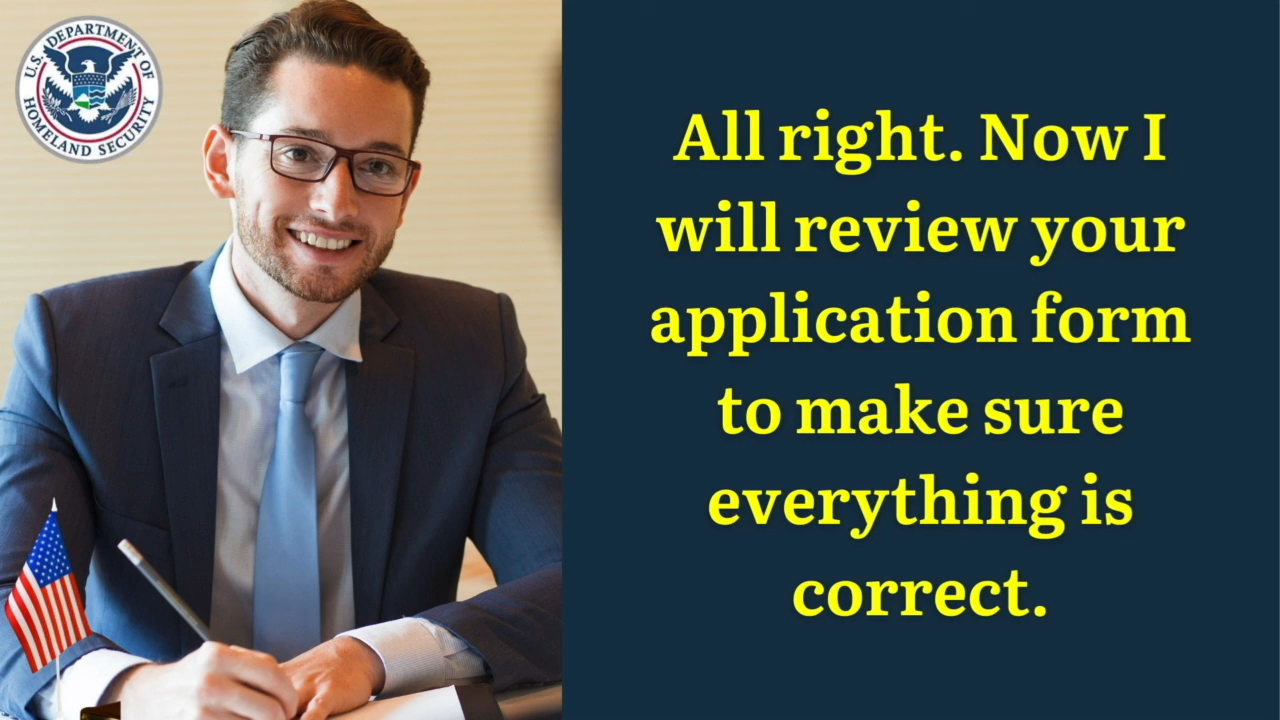 U.S. DEPARTMENT OF
HOMELAND SECURITY
All right. Now I
will review your
application form
to make sure
everything is
correct.